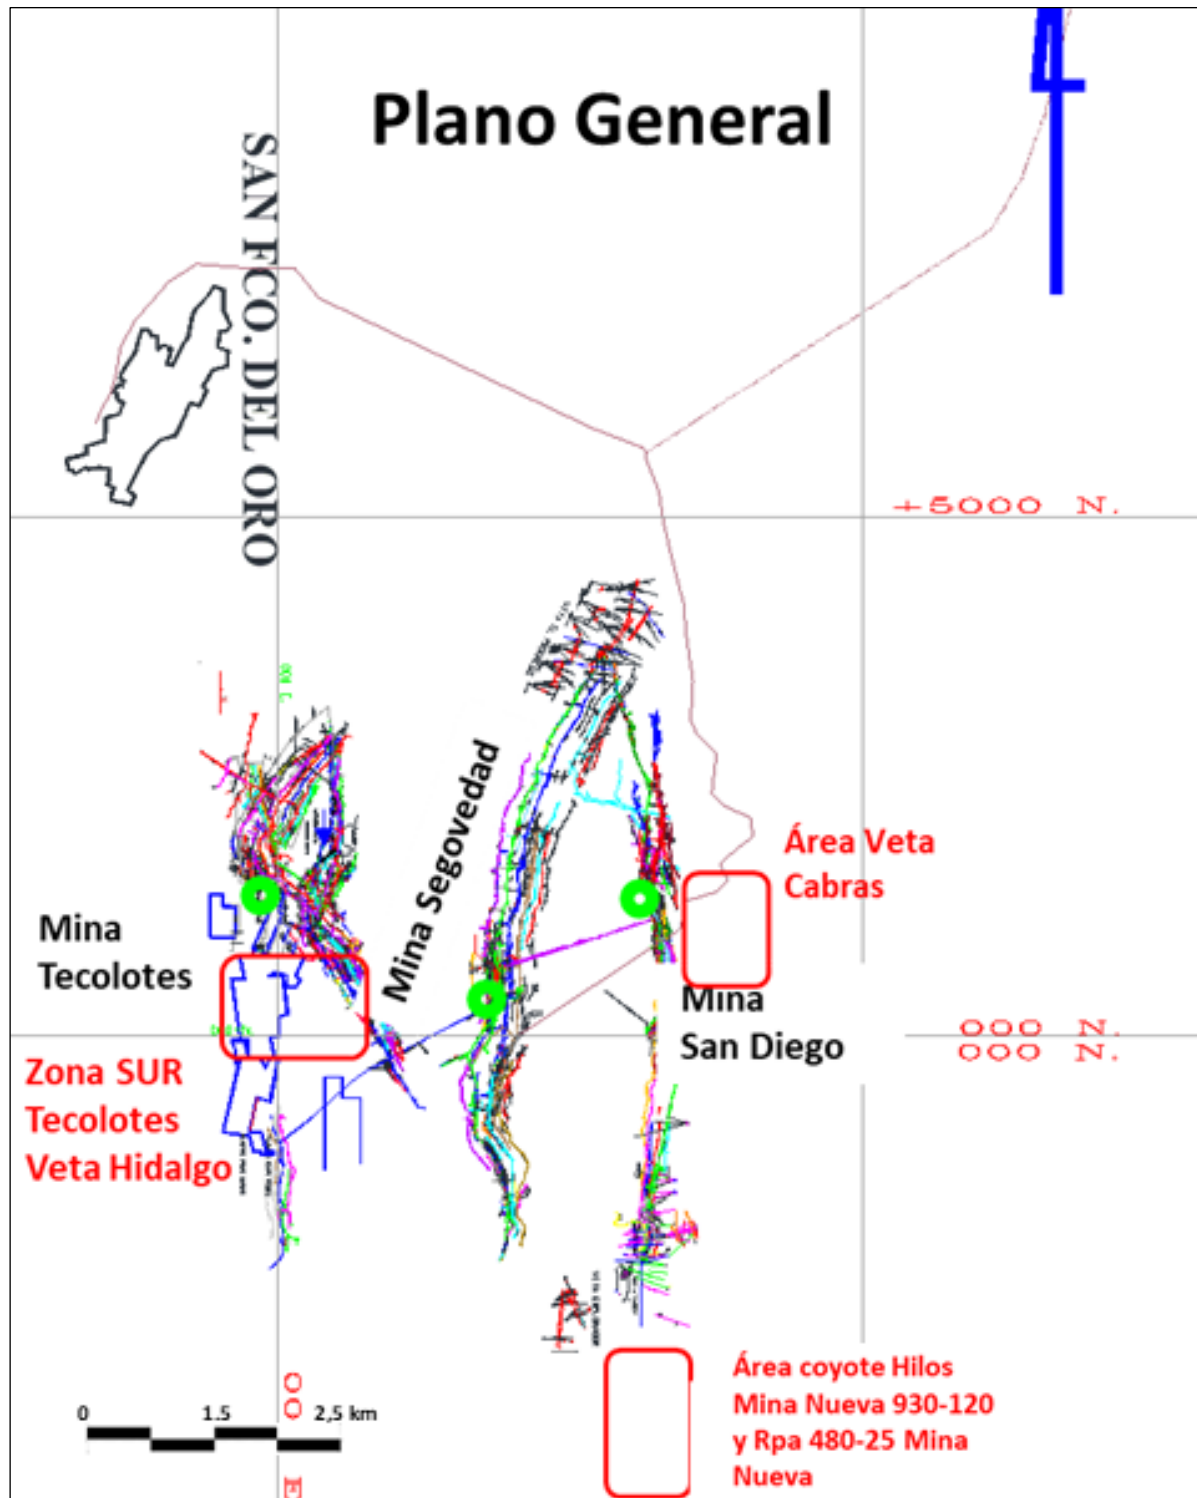 Plano General
SAN FCO. DEL ORO
+5000 N.
Mina Segovedad
Área Veta
Cabras
Mina
Tecolotes
Mina
San Diego
000 N.
000 N.
Zona SUR
Tecolotes
Veta Hidalgo
00 E
0 1.5 2,5 km
Área coyote Hilos
Mina Nueva 930-120
y Rpa 480-25 Mina
Nueva